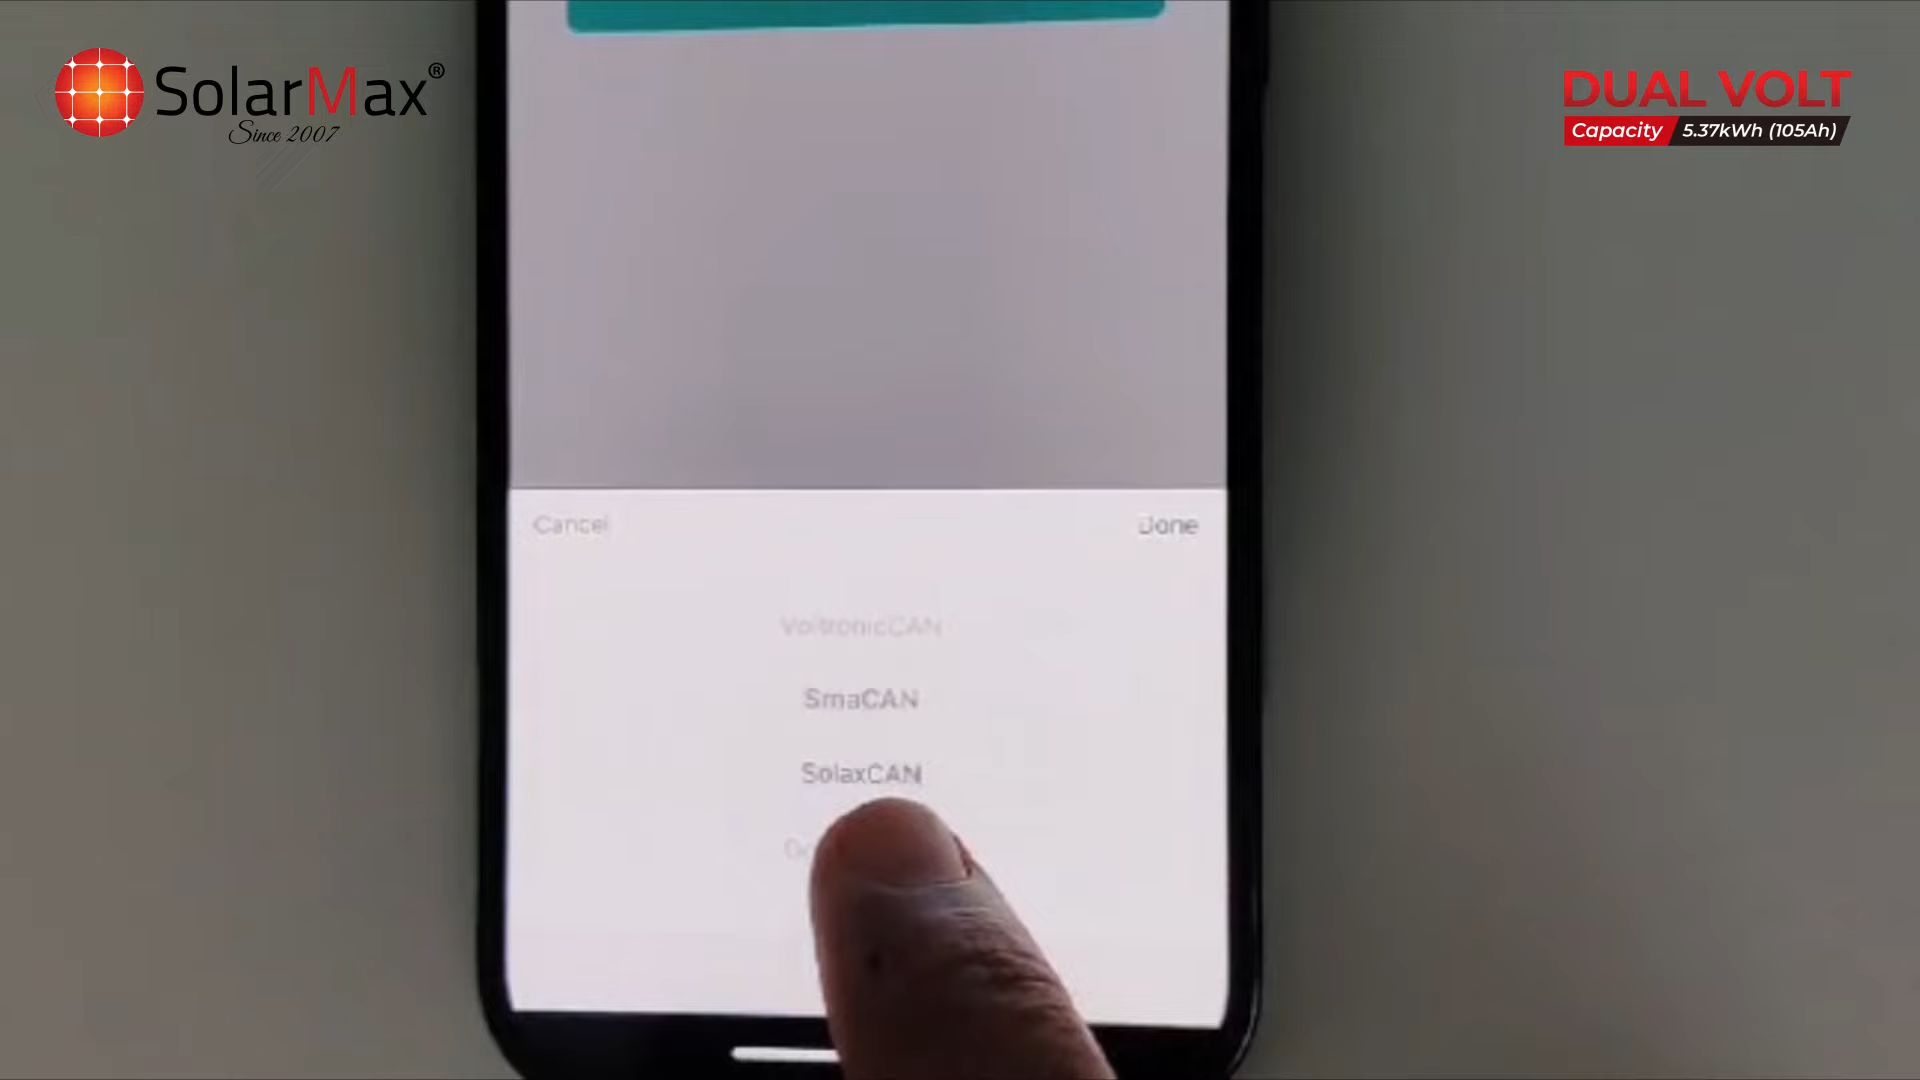 SolarMax®
Since 2007
DUAL VOLT
Capacity 5.37kWh (105Ah)
Cancel Done
VoltronicCAN
SmaCAN
SolaxCAN